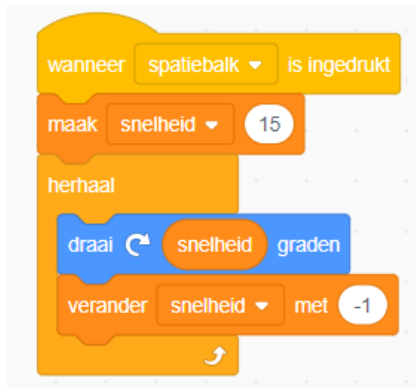 wanneer spatiebalk is ingedrukt
maak snelheid 15
herhaal
draai snelheid graden
verander snelheid met -1